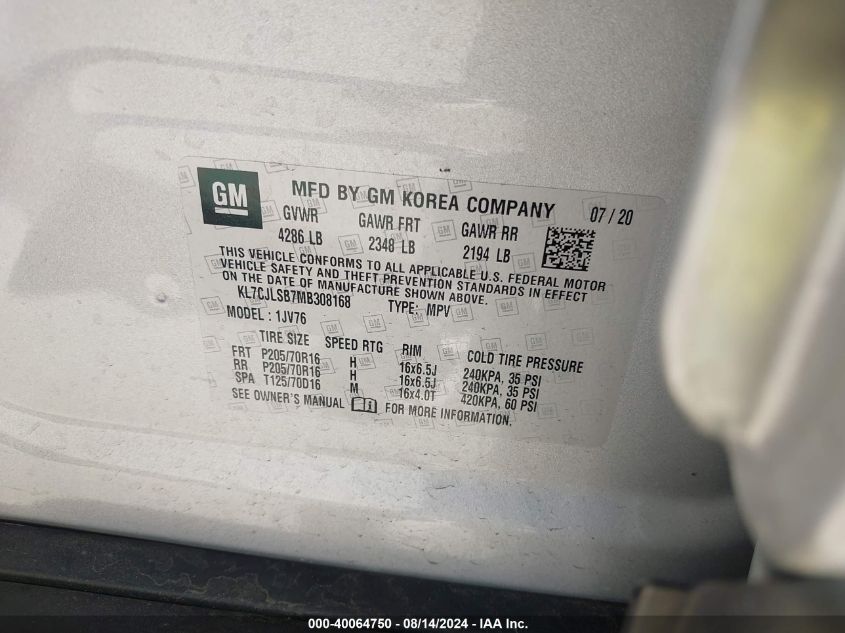 GM
MFD BY GM KOREA COMPANY 07 / 20
GVWR GAWR FRT GAWR RR
4286 LB 2348 LB 2194 LB
THIS VEHICLE CONFORMS TO ALL APPLICABLE U.S. FEDERAL MOTOR
VEHICLE SAFETY AND THEFT PREVENTION STANDARDS IN EFFECT
ON THE DATE OF MANUFACTURE SHOWN ABOVE.
KL7CJLSB7MB308168 TYPE: MPV
MODEL : 1JV76
TIRE SIZE SPEED RTG RIM COLD TIRE PRESSURE
FRT P205/70R16 H 16x6.5J 240KPA, 35 PSI
RR P205/70R16 H 16x6.5J 240KPA, 35 PSI
SPA T125/70D16 M 16x4.0T 420KPA, 60 PSI
SEE OWNER'S MANUAL FOR MORE INFORMATION.
000-40064750 — 08/14/2024 — IAA Inc.